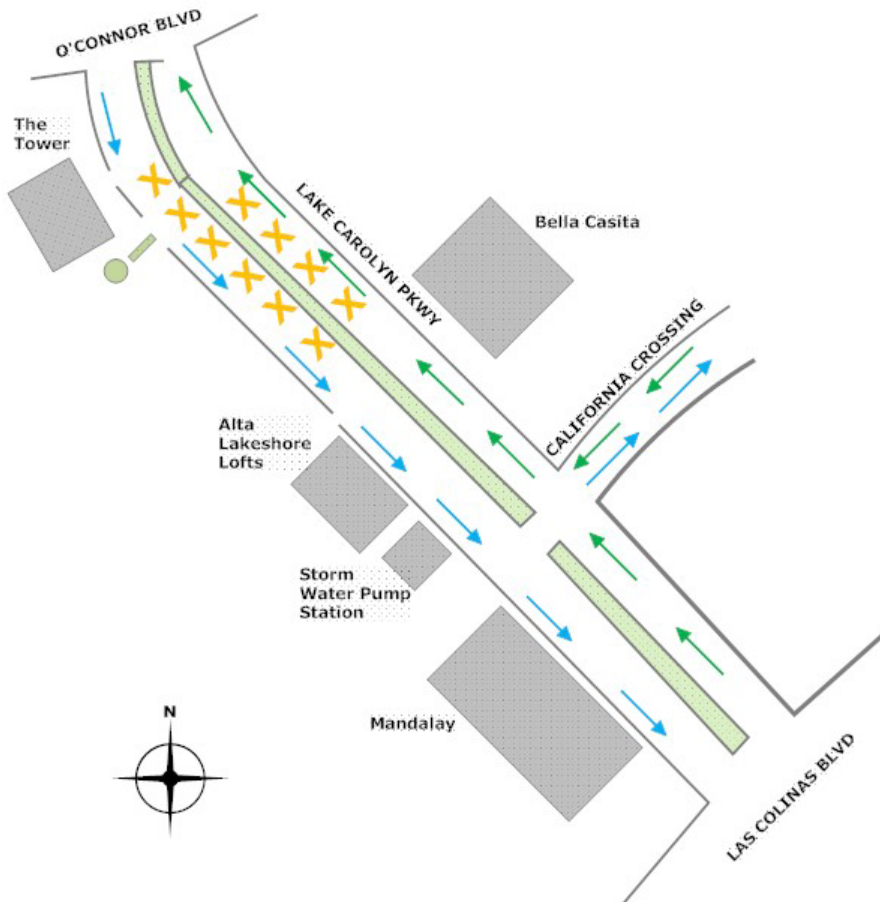 O'CONNOR BLVD
The
Tower
LAKE CAROLYN PKWY
Bella Casita
CALIFORNIA CROSSING
Alta
Lakeshore
Lofts
Storm
Water Pump
Station
Mandalay
N
LAS COLINAS BLVD